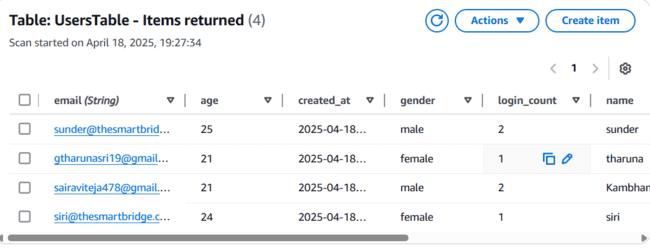 Table: UsersTable - Items returned (4)
Actions
Create item
Scan started on April 18, 2025, 19:27:34
1
email (String) age created_at gender login_count name
sunder@thesmartbrid... 25 2025-04-18... male 2 sunder
gtharunasri19@gmail... 21 2025-04-18... female 1 tharuna
sairaviteja478@gmail.... 21 2025-04-18... male 2 Kambham
siri@thesmartbridge.c... 24 2025-04-18... female 1 siri